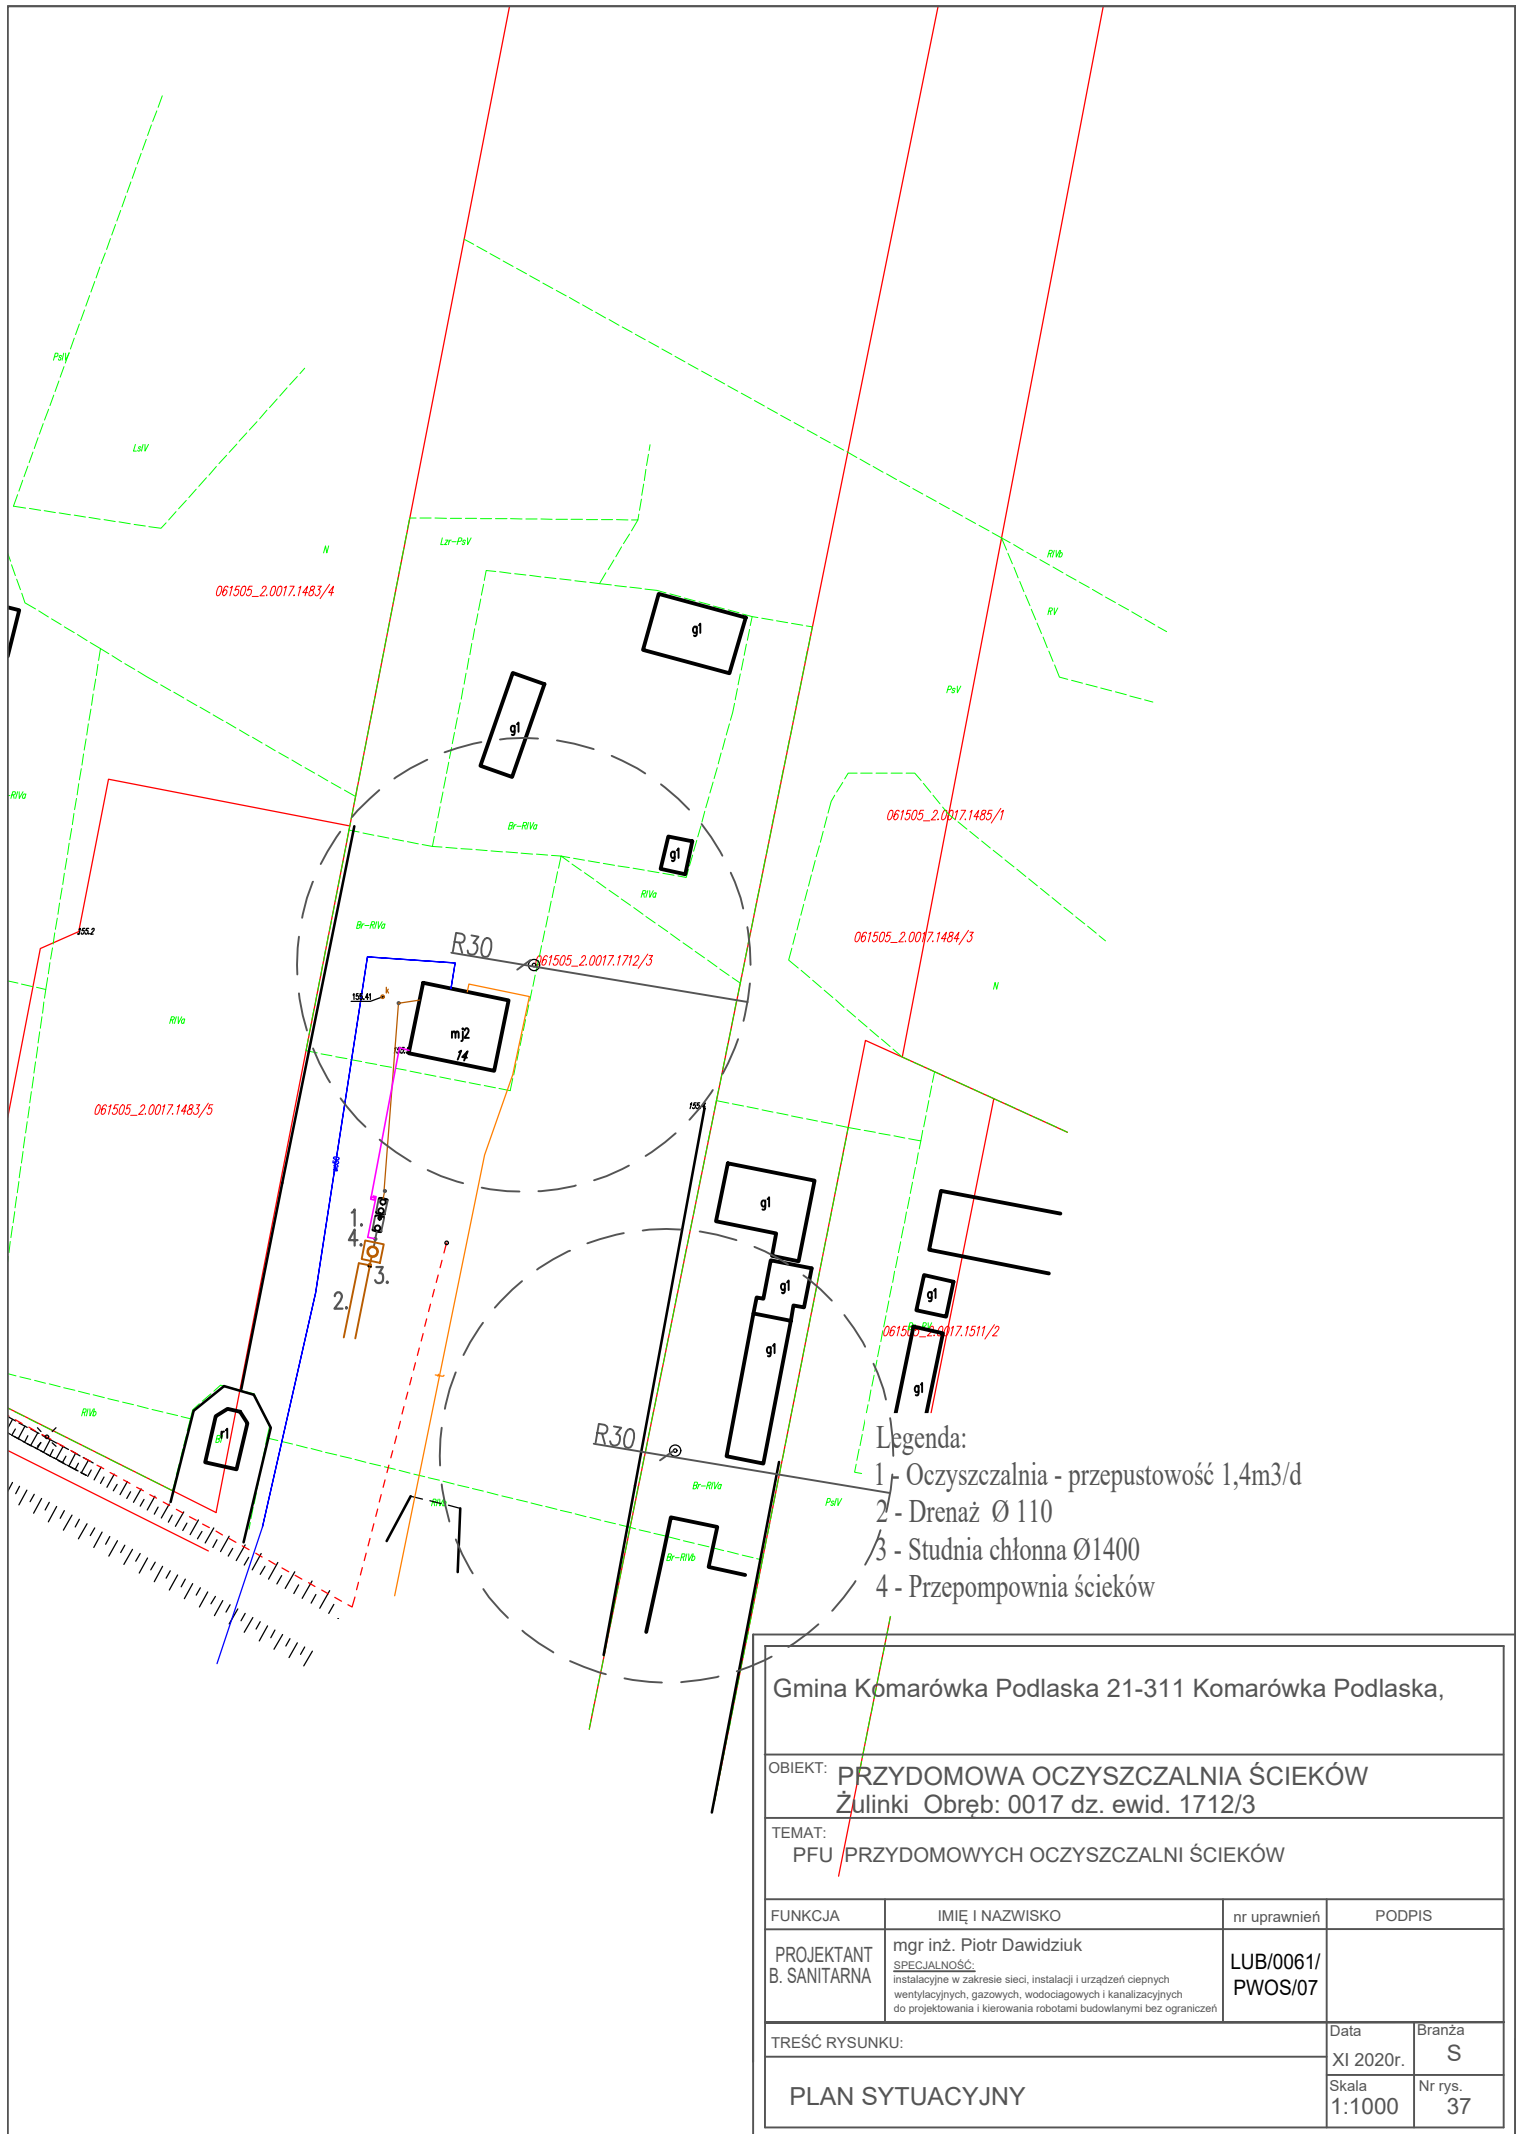 PsIV
LsIV
N
061505_2.0017.1483/4
Lzr-PsV
RIVb
RV
g1
PsV
g1
-RIVa
061505_2.0017.1485/1
Br-RIVa
g1
RIVa
Br-RIVa
155.2
R30
061505_2.0017.1484/3
061505_2.0017.1712/3
N
k
155.41
RIVa
mj2
14
061505_2.0017.1483/5
g1
1.
4.
3.
2.
g1
g1
061505_2.0017.1511/2
g1
g1
RIVb
r1
R30
Br-RIVa
PsIV
Br-RIVb
Legenda:
1 - Oczyszczalnia - przepustowość 1,4m3/d
2 - Drenaż Ø 110
3 - Studnia chłonna Ø1400
4 - Przepompownia ścieków
Gmina Komarówka Podlaska 21-311 Komarówka Podlaska,
OBIEKT: PRZYDOMOWA OCZYSZCZALNIA ŚCIEKÓW
Żulinki Obręb: 0017 dz. ewid. 1712/3
TEMAT:
PFU PRZYDOMOWYCH OCZYSZCZALNI ŚCIEKÓW
FUNKCJA IMIĘ I NAZWISKO nr uprawnień PODPIS
PROJEKTANT
B. SANITARNA
mgr inż. Piotr Dawidziuk
SPECJALNOŚĆ:
instalacyjne w zakresie sieci, instalacji i urządzeń ciepnych
wentylacyjnych, gazowych, wodociagowych i kanalizacyjnych
do projektowania i kierowania robotami budowlanymi bez ograniczeń
LUB/0061/
PWOS/07
TREŚĆ RYSUNKU:
PLAN SYTUACYJNY
Data
XI 2020r.
Branża
S
Skala
1:1000
Nr rys.
37